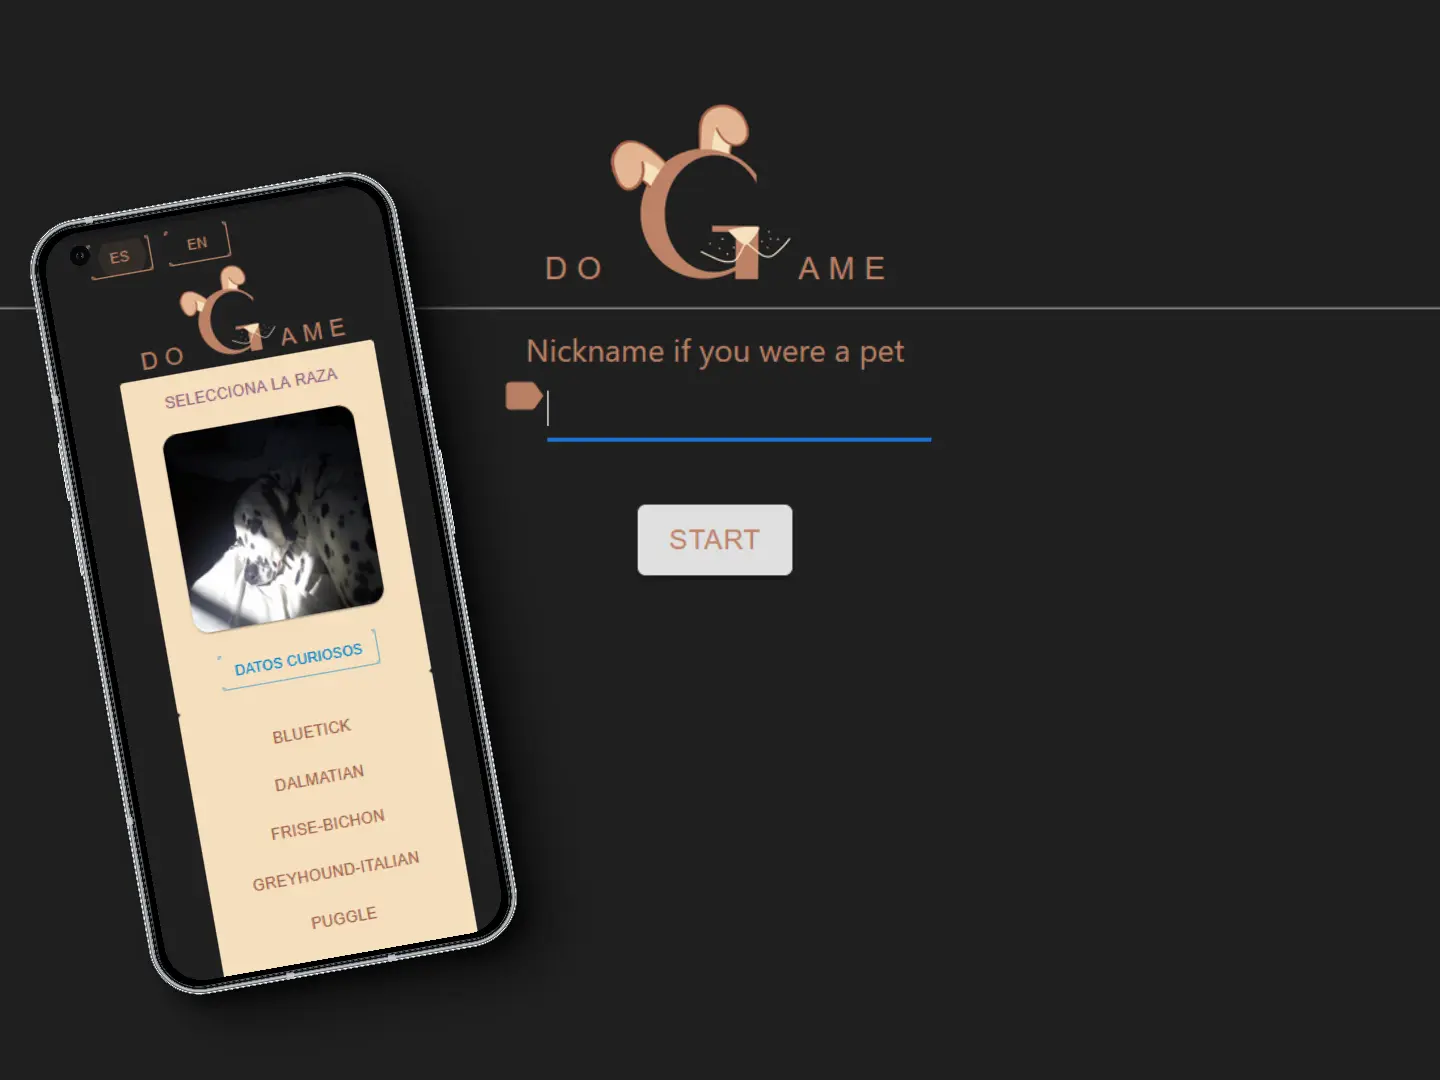 ES
EN
DO G AME
SELECCIONA LA RAZA
DATOS CURIOSOS
BLUETICK
DALMATIAN
FRISE-BICHON
GREYHOUND-ITALIAN
PUGGLE
DO G AME
Nickname if you were a pet
START